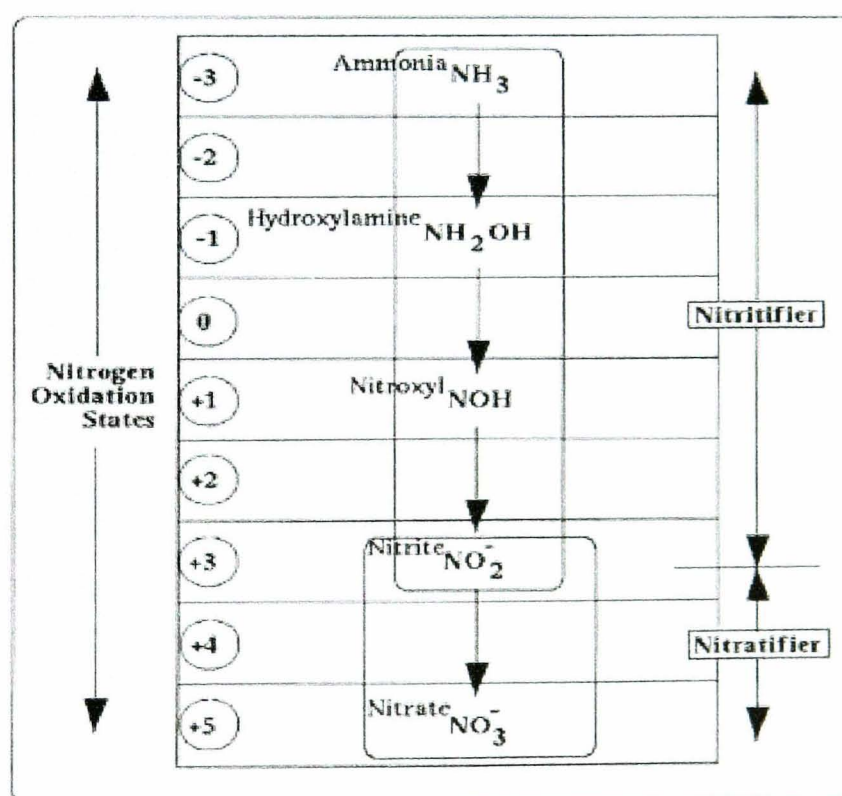 -3
Ammonia NH3
-2
-1
Hydroxylamine NH2OH
0
Nitritifier
Nitrogen
Oxidation
States
+1
Nitroxyl NOH
+2
+3
Nitrite NO2-
+4
Nitratifier
+5
Nitrate NO3-